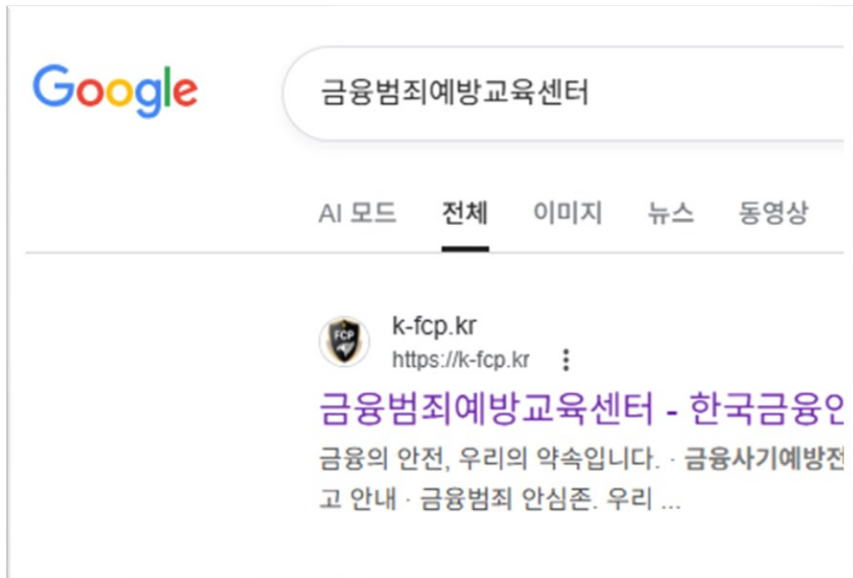 Google
금융범죄예방교육센터
AI 모드 전체 이미지 뉴스 동영상
FCP
k-fcp.kr
https://k-fcp.kr
금융범죄예방교육센터 - 한국금융안
금융의 안전, 우리의 약속입니다. · 금융사기예방전
고 안내 · 금융범죄 안심존. 우리 ...